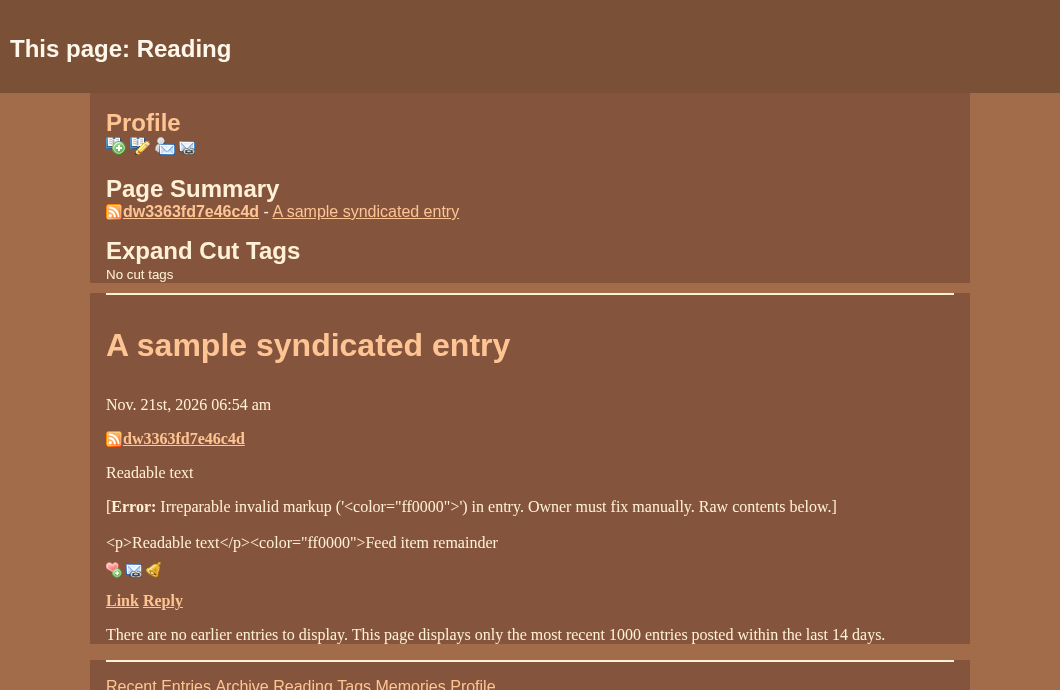 This page: Reading
Profile
Page Summary
dw3363fd7e46c4d - A sample syndicated entry
Expand Cut Tags
No cut tags
A sample syndicated entry
Nov. 21st, 2026 06:54 am
dw3363fd7e46c4d
Readable text
[Error: Irreparable invalid markup ('<color="ff0000">') in entry. Owner must fix manually. Raw contents below.]
<p>Readable text</p><color="ff0000">Feed item remainder
Link Reply
There are no earlier entries to display. This page displays only the most recent 1000 entries posted within the last 14 days.
Recent Entries Archive Reading Tags Memories Profile